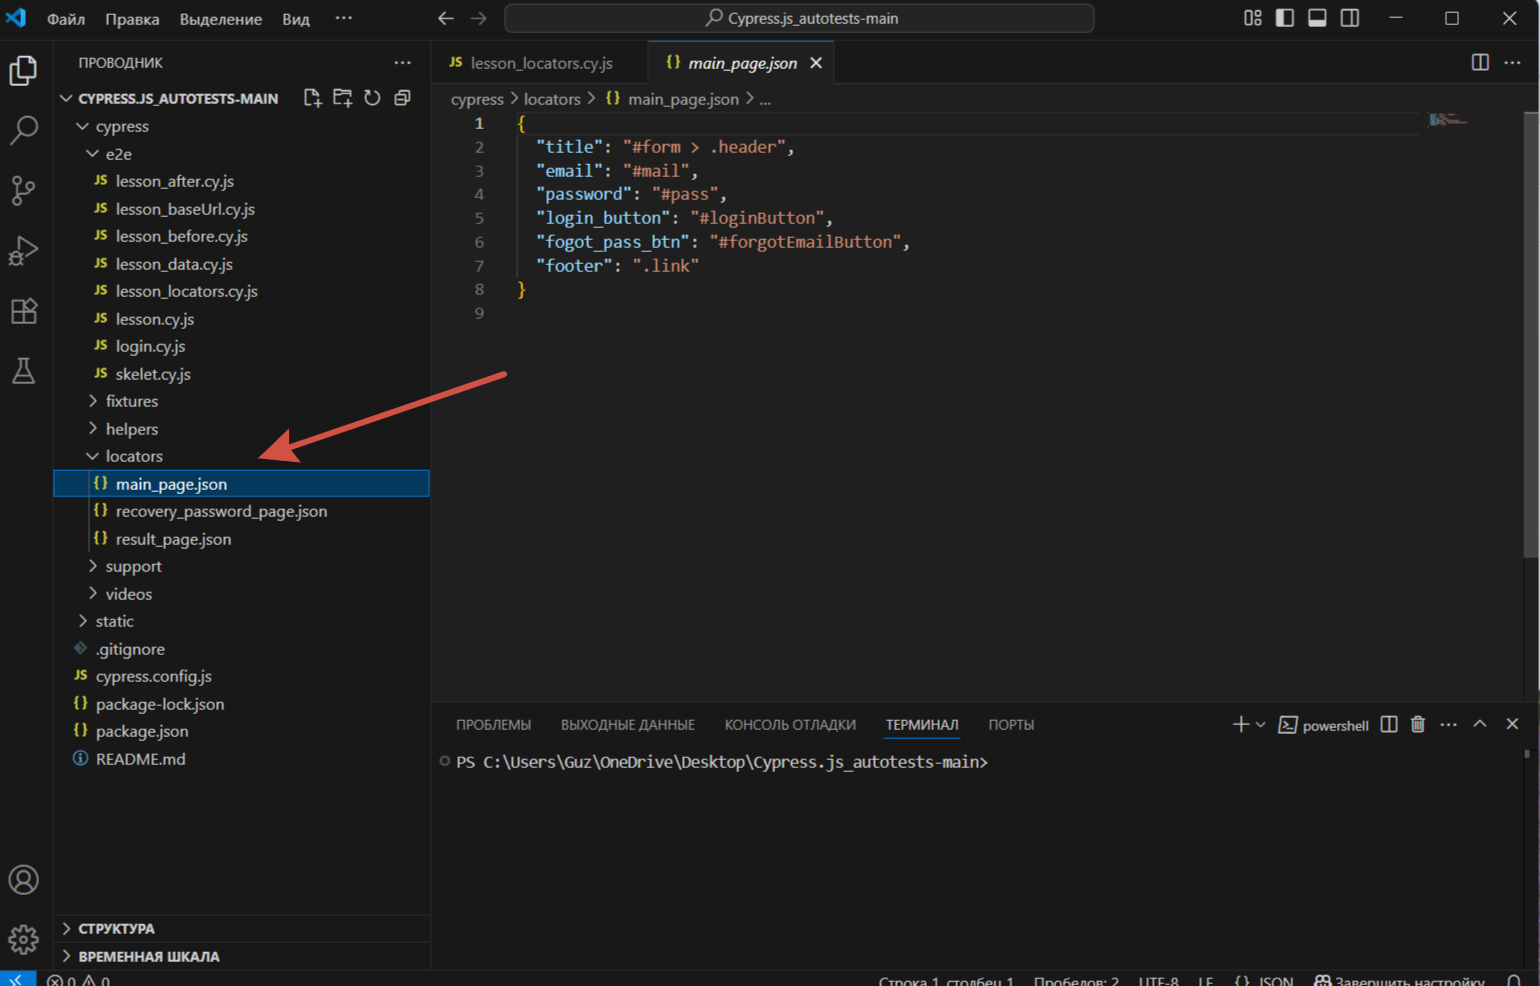 Файл Правка Выделение Вид ···
Cypress.js_autotests-main
ПРОВОДНИК ···
CYPRESS.JS_AUTOTESTS-MAIN
cypress
e2e
JS lesson_after.cy.js
JS lesson_baseUrl.cy.js
JS lesson_before.cy.js
JS lesson_data.cy.js
JS lesson_locators.cy.js
JS lesson.cy.js
JS login.cy.js
JS skelet.cy.js
fixtures
helpers
locators
{} main_page.json
{} recovery_password_page.json
{} result_page.json
support
videos
static
.gitignore
JS cypress.config.js
{} package-lock.json
{} package.json
README.md
СТРУКТУРА
ВРЕМЕННАЯ ШКАЛА
JS lesson_locators.cy.js
{} main_page.json
cypress > locators > {} main_page.json > ...
1 {
2 "title": "#form > .header",
3 "email": "#mail",
4 "password": "#pass",
5 "login_button": "#loginButton",
6 "fogot_pass_btn": "#forgotEmailButton",
7 "footer": ".link"
8 }
9
ПРОБЛЕМЫ ВЫХОДНЫЕ ДАННЫЕ КОНСОЛЬ ОТЛАДКИ ТЕРМИНАЛ ПОРТЫ
powershell
PS C:\Users\Guz\OneDrive\Desktop\Cypress.js_autotests-main>
0 0 Строка 1, столбец 1 Пробелов: 2 UTF-8 LF {} JSON Завершить настройку